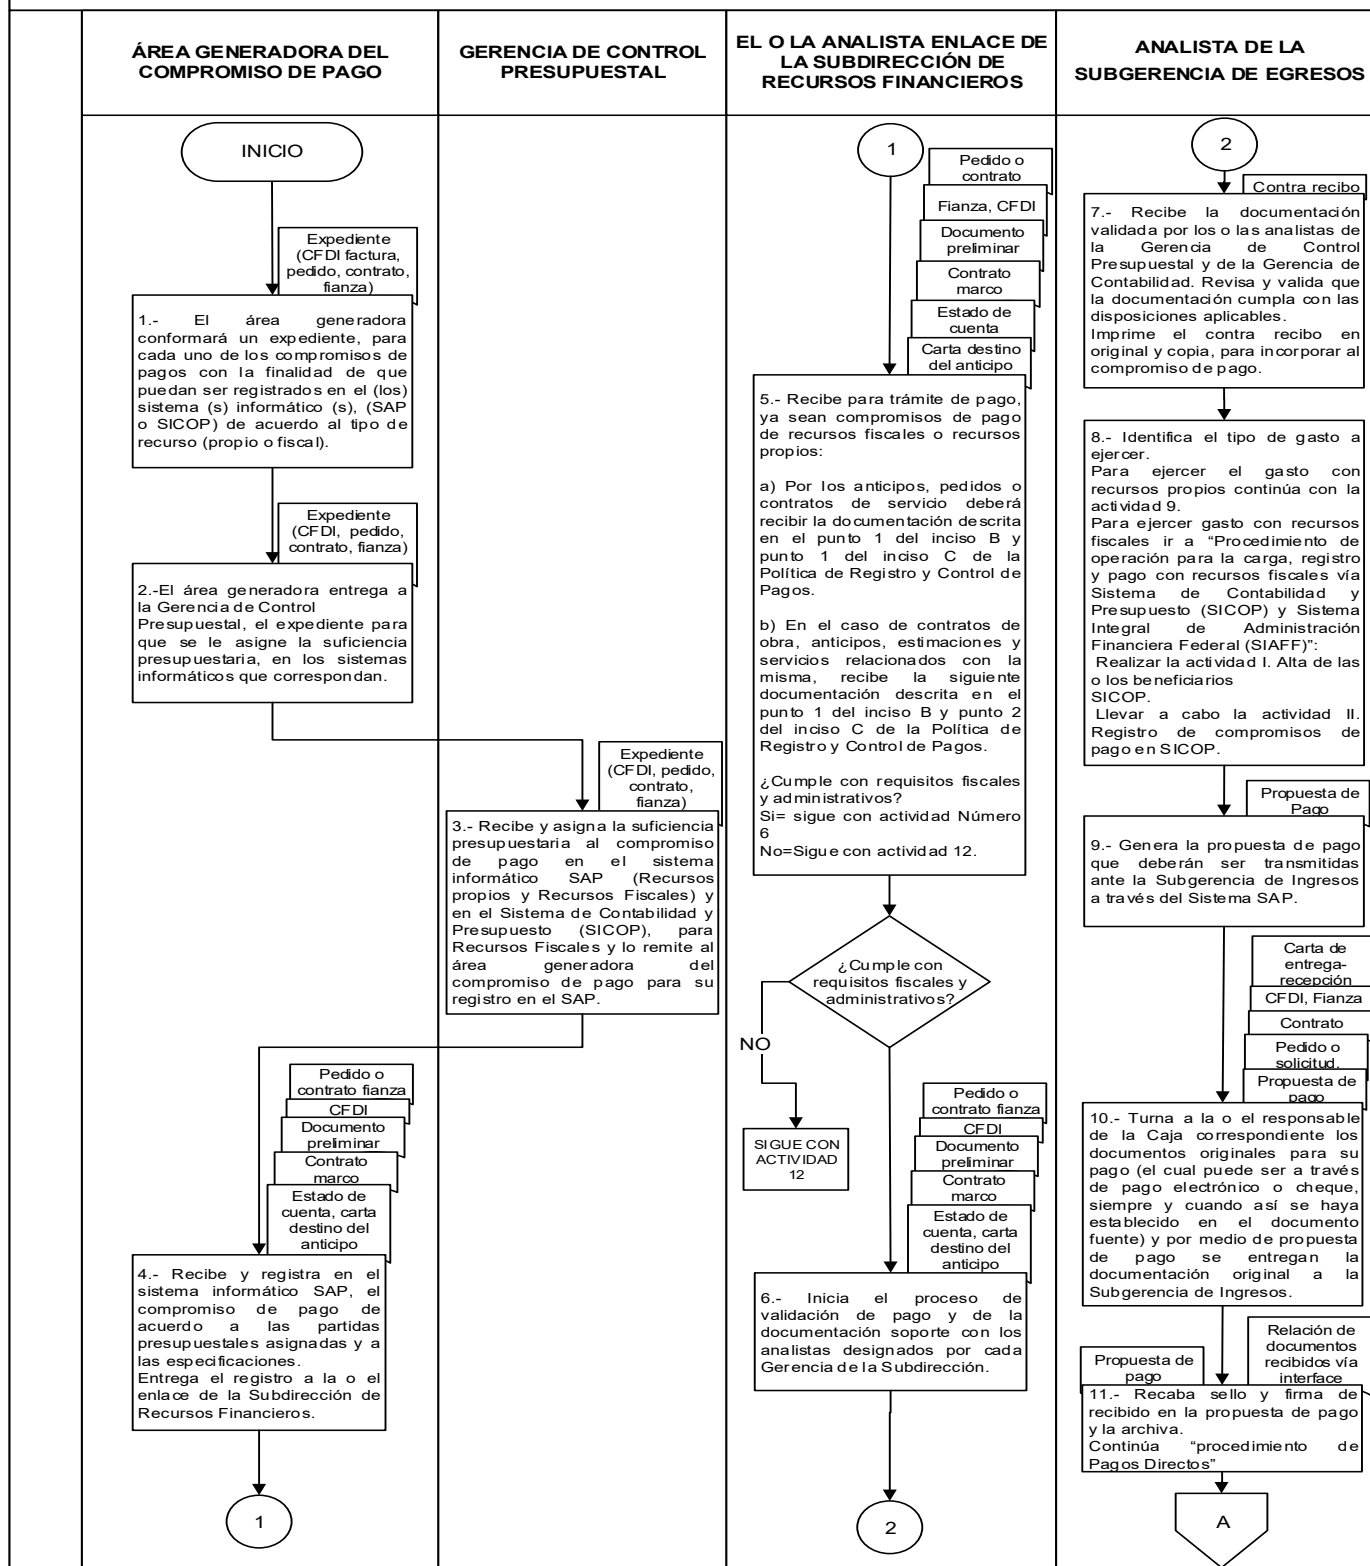 ÁREA GENERADORA DEL
COMPROMISO DE PAGO
GERENCIA DE CONTROL
PRESUPUESTAL
EL O LA ANALISTA ENLACE DE
LA SUBDIRECCIÓN DE
RECURSOS FINANCIEROS
ANALISTA DE LA
SUBGERENCIA DE EGRESOS
INICIO
Expediente
(CFDI factura,
pedido, contrato,
fianza)
1.- El área generadora
conformará un expediente, para
cada uno de los compromisos de
pagos con la finalidad de que
puedan ser registrados en el (los)
sistema (s) informático (s), (SAP
o SICOP) de acuerdo al tipo de
recurso (propio o fiscal).
Expediente
(CFDI, pedido,
contrato, fianza)
2.-El área generadora entrega a
la Gerencia de Control
Presupuestal, el expediente para
que se le asigne la suficiencia
presupuestaria, en los sistemas
informáticos que correspondan.
Expediente
(CFDI, pedido,
contrato,
fianza)
3.- Recibe y asigna la suficiencia
presupuestaria al compromiso
de pago en el sistema
informático SAP (Recursos
propios y Recursos Fiscales) y
en el Sistema de Contabilidad y
Presupuesto (SICOP), para
Recursos Fiscales y lo remite al
área generadora del
compromiso de pago para su
registro en el SAP.
Pedido o
contrato fianza
CFDI
Documento
preliminar
Contrato
marco
Estado de
cuenta, carta
destino del
anticipo
4.- Recibe y registra en el
sistema informático SAP, el
compromiso de pago de
acuerdo a las partidas
presupuestales asignadas y a
las especificaciones.
Entrega el registro a la o el
enlace de la Subdirección de
Recursos Financieros.
1
1
Pedido o
contrato
Fianza, CFDI
Documento
preliminar
Contrato
marco
Estado de
cuenta
Carta destino
del anticipo
5.- Recibe para trámite de pago,
ya sean compromisos de pago
de recursos fiscales o recursos
propios:
a) Por los anticipos, pedidos o
contratos de servicio deberá
recibir la documentación descrita
en el punto 1 del inciso B y
punto 1 del inciso C de la
Política de Registro y Control de
Pagos.
b) En el caso de contratos de
obra, anticipos, estimaciones y
servicios relacionados con la
misma, recibe la siguiente
documentación descrita en el
punto 1 del inciso B y punto 2
del inciso C de la Política de
Registro y Control de Pagos.
¿Cumple con requisitos fiscales
y administrativos?
Si= sigue con actividad Número
6
No=Sigue con actividad 12.
¿Cumple con
requisitos fiscales y
administrativos?
NO
SIGUE CON
ACTIVIDAD
12
Pedido o
contrato fianza
CFDI
Documento
preliminar
Contrato
marco
Estado de
cuenta, carta
destino del
anticipo
6.- Inicia el proceso de
validación de pago y de la
documentación soporte con los
analistas designados por cada
Gerencia de la Subdirección.
2
2
Contra recibo
7.- Recibe la documentación
validada por los o las analistas de
la Gerencia de Control
Presupuestal y de la Gerencia de
Contabilidad. Revisa y valida que
la documentación cumpla con las
disposiciones aplicables.
Imprime el contra recibo en
original y copia, para incorporar al
compromiso de pago.
8.- Identifica el tipo de gasto a
ejercer.
Para ejercer el gasto con
recursos propios continúa con la
actividad 9.
Para ejercer gasto con recursos
fiscales ir a “Procedimiento de
operación para la carga, registro
y pago con recursos fiscales vía
Sistema de Contabilidad y
Presupuesto (SICOP) y Sistema
Integral de Administración
Financiera Federal (SIAFF)”:
Realizar la actividad I. Alta de las
o los beneficiarios
SICOP.
Llevar a cabo la actividad II.
Registro de compromisos de
pago en SICOP.
Propuesta de
Pago
9.- Genera la propuesta de pago
que deberán ser transmitidas
ante la Subgerencia de Ingresos
a través del Sistema SAP.
Carta de
entrega-
recepción
CFDI, Fianza
Contrato
Pedido o
solicitud.
Propuesta de
pago
10.- Turna a la o el responsable
de la Caja correspondiente los
documentos originales para su
pago (el cual puede ser a través
de pago electrónico o cheque,
siempre y cuando así se haya
establecido en el documento
fuente) y por medio de propuesta
de pago se entregan la
documentación original a la
Subgerencia de Ingresos.
Propuesta de
pago
Relación de
documentos
recibidos vía
interface
11.- Recaba sello y firma de
recibido en la propuesta de pago
y la archiva.
Continúa “procedimiento de
Pagos Directos”
A